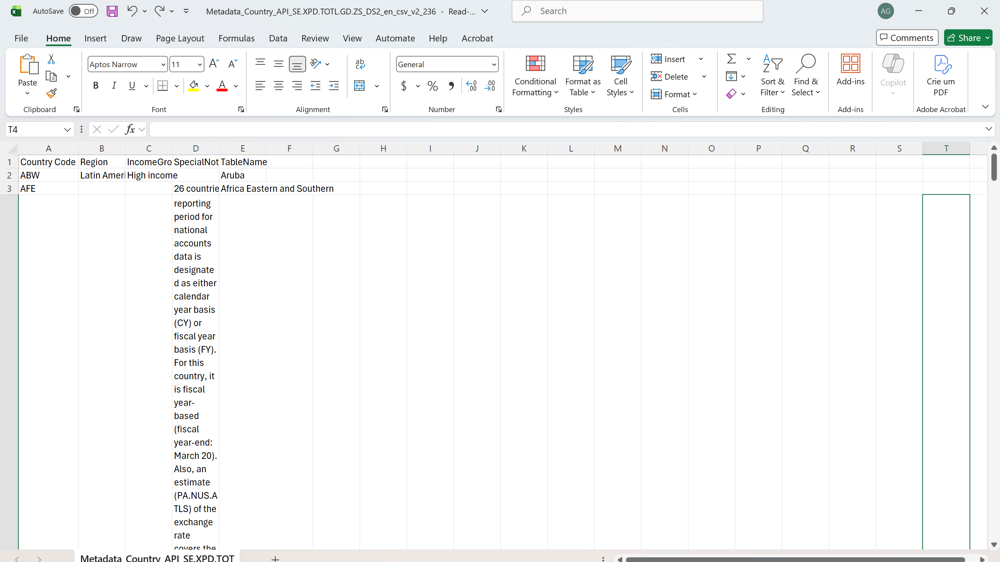 AutoSave Off Metadata_Country_API_SE.XPD.TOTL.GD.ZS_DS2_en_csv_v2_236 - Read-... Search AG
File Home Insert Draw Page Layout Formulas Data Review View Automate Help Acrobat Comments Share
Paste
Clipboard
Aptos Narrow 11
B I U
Font
Alignment
General
$ % 9
Number
Conditional Formatting
Format as Table
Cell Styles
Styles
Insert
Delete
Format
Cells
Sort & Filter
Find & Select
Editing
Add-ins
Add-ins
Copilot
Crie um PDF
Adobe Acrobat
T4 fx
A B C D E F G H I J K L M N O P Q R S T
1 Country Code Region IncomeGro SpecialNot TableName
2 ABW Latin Ameri High income Aruba
3 AFE 26 countrie Africa Eastern and Southern
reporting
period for
national
accounts
data is
designate
d as either
calendar
year basis
(CY) or
fiscal year
basis (FY).
For this
country, it
is fiscal
year-
based
(fiscal
year-end:
March 20).
Also, an
estimate
(PA.NUS.A
TLS) of the
exchange
rate
covers the
Metadata_Country_API_SE.XPD.TOT